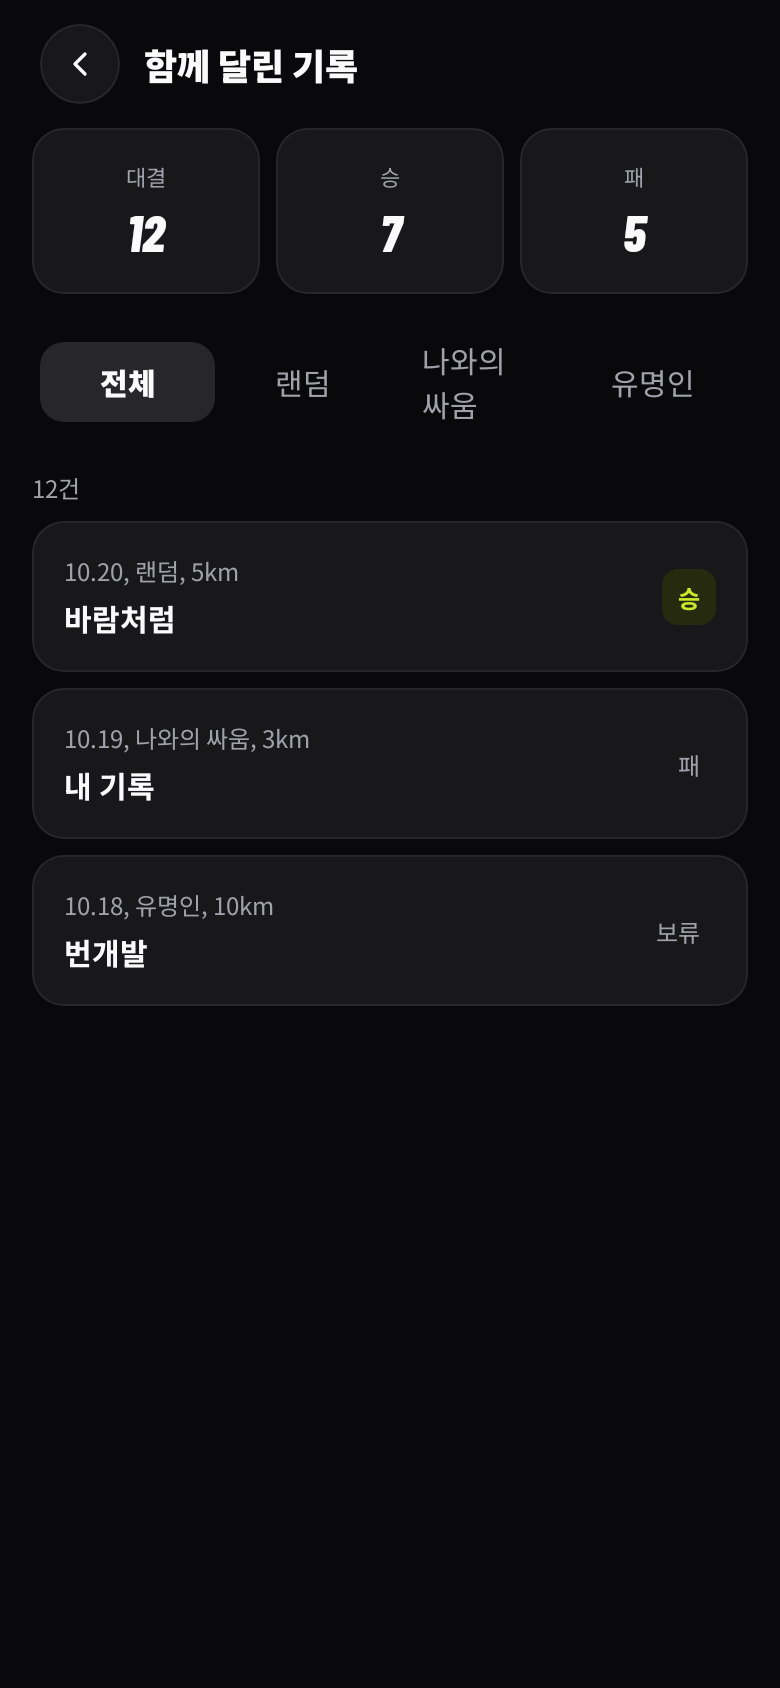 함께 달린 기록
대결
12
승
7
패
5
전체
랜덤
나와의
싸움
유명인
12건
10.20, 랜덤, 5km
바람처럼
승
10.19, 나와의 싸움, 3km
내 기록
패
10.18, 유명인, 10km
번개발
보류